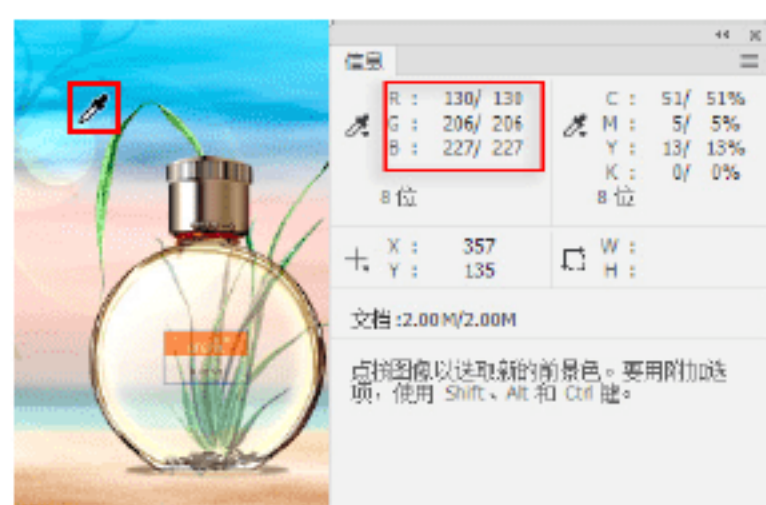 信息
R : 130/ 130
G : 206/ 206
B : 227/ 227
8 位
C : 51/ 51%
M : 5/ 5%
Y : 13/ 13%
K : 0/ 0%
8 位
X : 357
Y : 135
W :
H :
文档:2.00M/2.00M
点按图像以选取新的前景色。要用附加选
项，使用 Shift、Alt 和 Ctrl 键。